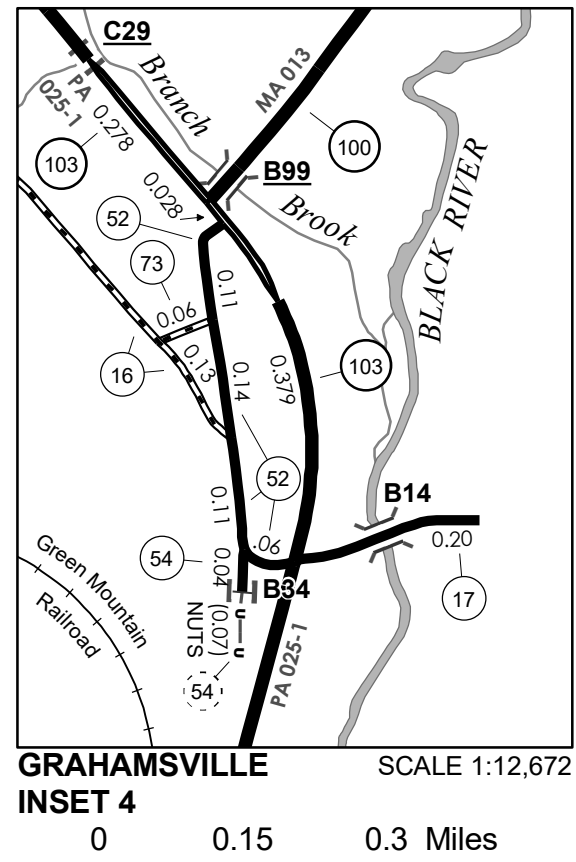 C29
Branch
MA 013
PA
025-1
0.278
103
100
B99
0.028
Brook
52
BLACK RIVER
73
0.11
0.06
16
0.13
0.14
0.379
103
52
B14
0.11
.06
0.20
Green Mountain
Railroad
54
0.04
B34
17
(0.07)
NUTS
54
PA 025-1
GRAHAMSVILLE
INSET 4
SCALE 1:12,672
0 0.15 0.3 Miles